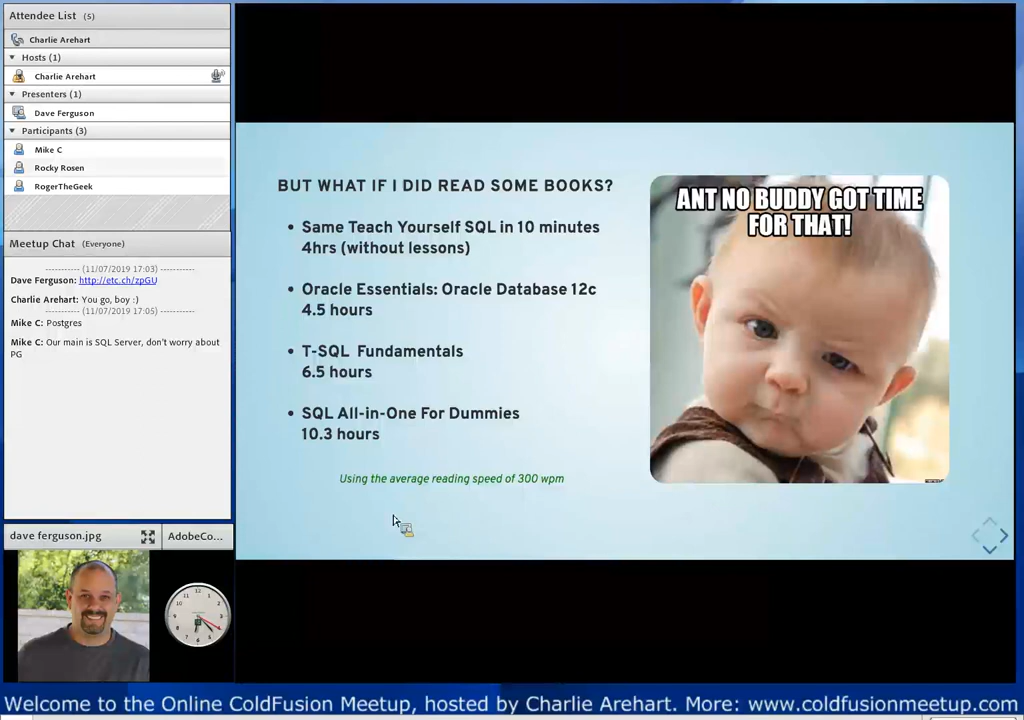 Attendee List (5)
Charlie Arehart
Hosts (1)
Charlie Arehart
Presenters (1)
Dave Ferguson
Participants (3)
Mike C
Rocky Rosen
RogerTheGeek
Meetup Chat (Everyone)
----------- (11/07/2019 17:03) -----------
Dave Ferguson: http://etc.ch/zpGU
Charlie Arehart: You go, boy :)
----------- (11/07/2019 17:05) -----------
Mike C: Postgres
Mike C: Our main is SQL Server, don't worry about
PG
dave ferguson.jpg
AdobeCo...
BUT WHAT IF I DID READ SOME BOOKS?
• Same Teach Yourself SQL in 10 minutes
4hrs (without lessons)
• Oracle Essentials: Oracle Database 12c
4.5 hours
• T-SQL Fundamentals
6.5 hours
• SQL All-in-One For Dummies
10.3 hours
Using the average reading speed of 300 wpm
ANT NO BUDDY GOT TIME
FOR THAT!
Welcome to the Online ColdFusion Meetup, hosted by Charlie Arehart. More: www.coldfusionmeetup.com